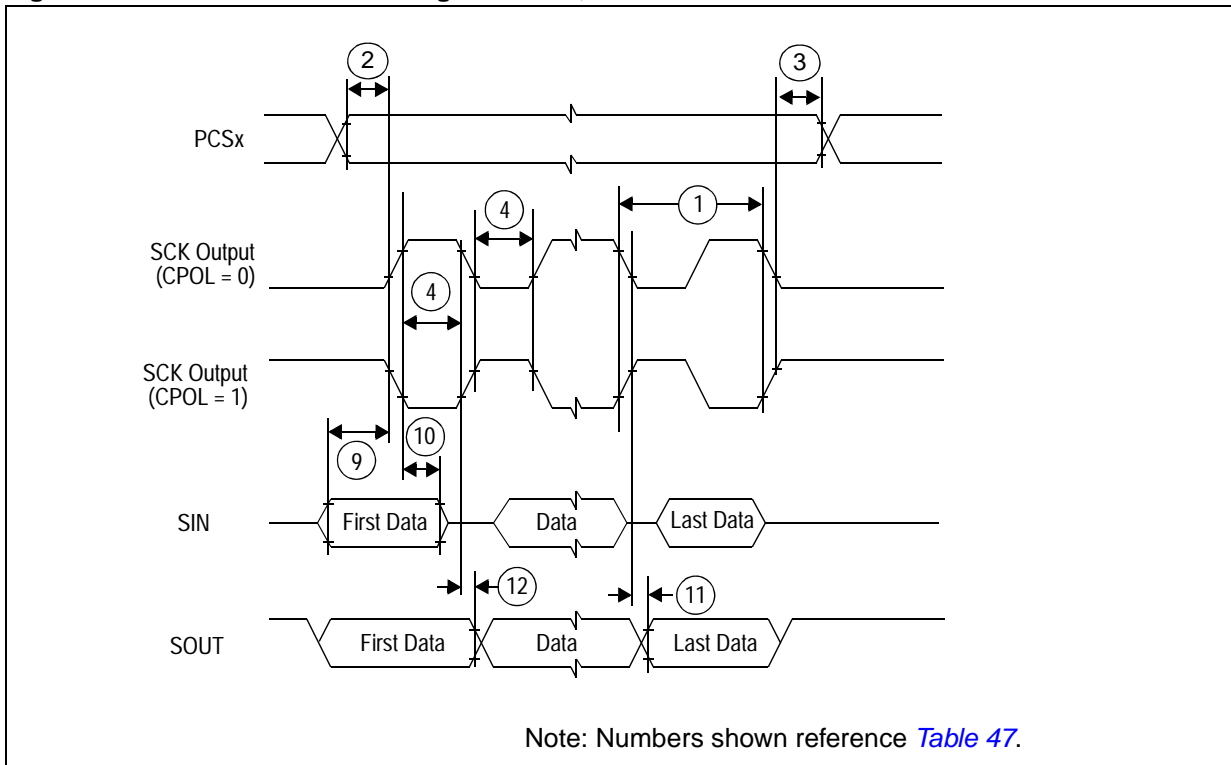 2
3
PCSx
1
4
SCK Output
(CPOL = 0)
4
SCK Output
(CPOL = 1)
10
9
SIN
First Data
Data
Last Data
12
11
SOUT
First Data
Data
Last Data
Note: Numbers shown reference Table 47.